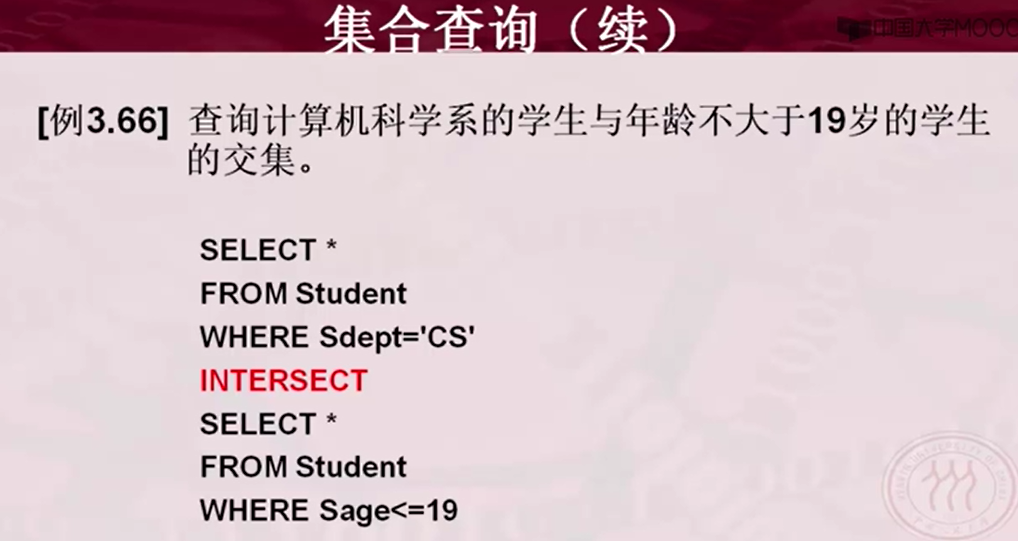 集合查询（续）
中国大学MOOC
[例3.66] 查询计算机科学系的学生与年龄不大于19岁的学生
的交集。
SELECT *
FROM Student
WHERE Sdept='CS'
INTERSECT
SELECT *
FROM Student
WHERE Sage<=19